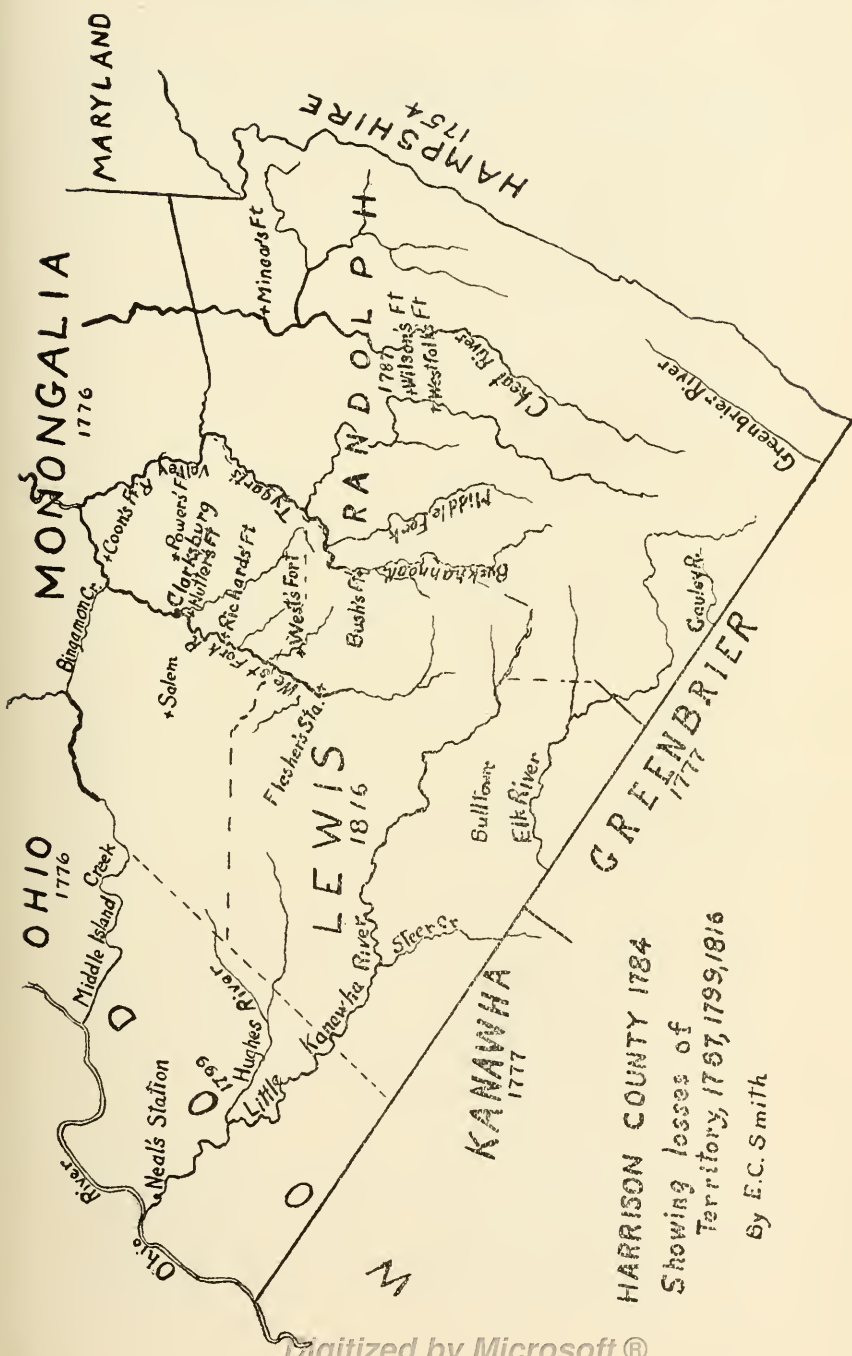 MARYLAND
HAMPSHIRE
1754
MONONGALIA
1776
+Minear's Ft
RANDOLPH
1787
+Wilson's Ft
+Westfolk's Ft
Cheat River
Greenbrier River
+Coon's Ft
+Powers' Ft
Clarksburg
Nutter's Ft
+Richards' Ft
Tygarts
Valley
R
+West's Fort
Bush's Ft
Middle Fork
Buckhannon
Gauley R.
Bingamon Cr.
+Salem
West Fork
R
Flesher's Sta.+
LEWIS
1816
Bulltown
Elk River
GREENBRIER
1777
OHIO
1776
Middle Island Creek
WOOD
1799
Hughes River
Little Kanawha River
Steer Cr
Neal's Station
Ohio River
KANAWHA
1777
HARRISON COUNTY 1784
Showing losses of
Territory, 1787, 1799, 1816
By E.C. Smith
Digitized by Microsoft ®